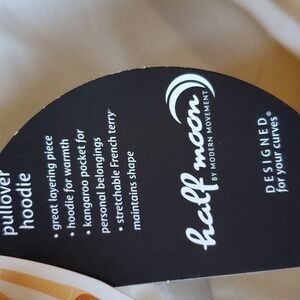 pullover
hoodie
• great layering piece
• hoodie for warmth
• kangaroo pocket for
personal belongings
• stretchable French terry
maintains shape
half moon
BY MODERN MOVEMENT
DESIGNED
for your curves®